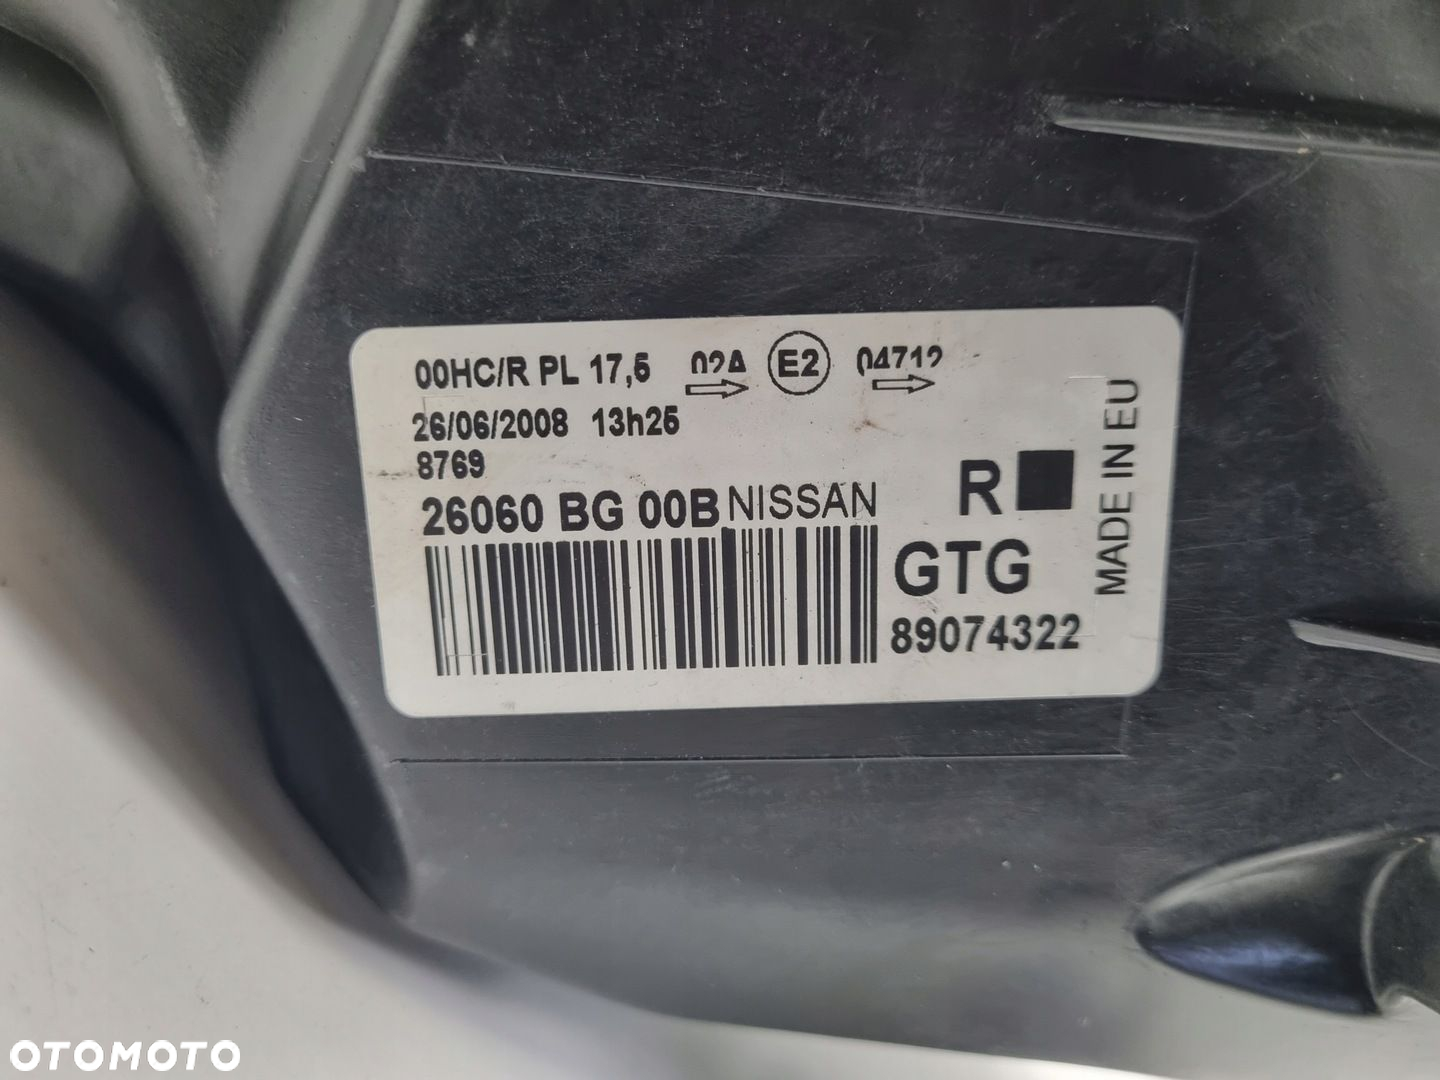 00HC/R PL 17,5 02A E2 04712
26/06/2008 13h25
8769
26060 BG 00B NISSAN
R
GTG
89074322
MADE IN EU
OTOMOTO